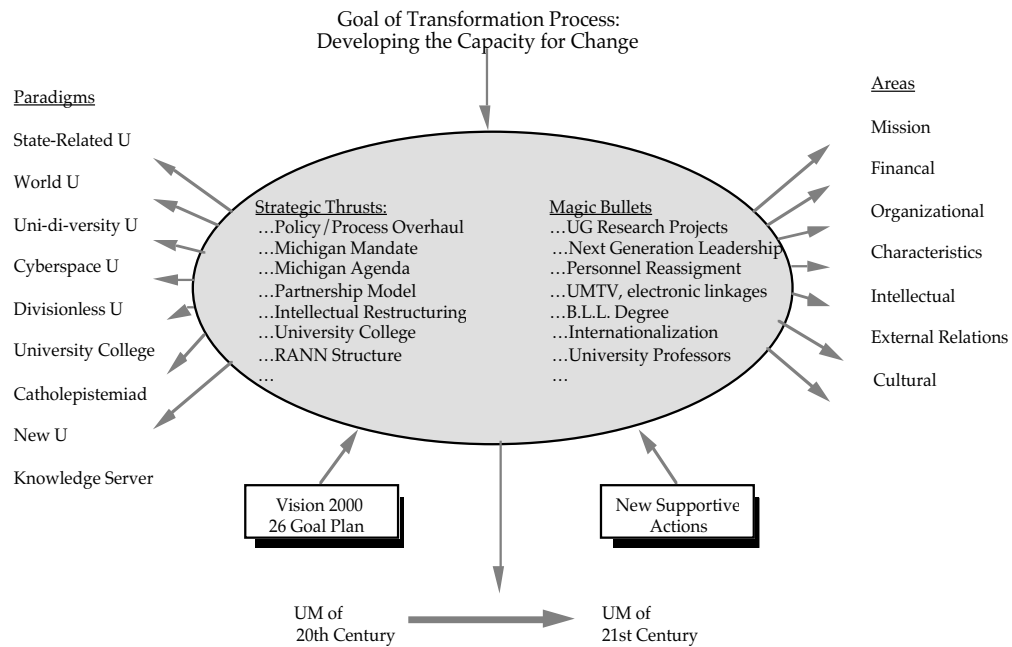 Goal of Transformation Process:
Developing the Capacity for Change
Paradigms
State-Related U
World U
Uni-di-versity U
Cyberspace U
Divisionless U
University College
Catholepistemiad
New U
Knowledge Server
Strategic Thrusts:
…Policy/Process Overhaul
…Michigan Mandate
…Michigan Agenda
…Partnership Model
…Intellectual Restructuring
…University College
…RANN Structure
…
Magic Bullets
…UG Research Projects
…Next Generation Leadership
…Personnel Reassigment
…UMTV, electronic linkages
…B.L.L. Degree
…Internationalization
…University Professors
…
Areas
Mission
Financal
Organizational
Characteristics
Intellectual
External Relations
Cultural
Vision 2000
26 Goal Plan
New Supportive
Actions
UM of
20th Century
UM of
21st Century